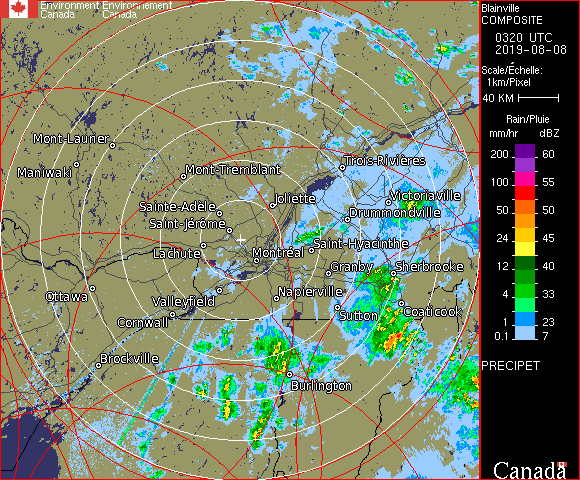 Environment Environnement
Canada Canada
Blainville
COMPOSITE
0320 UTC
2019-08-08
Scale/Échelle:
1km/Pixel
40 KM
Rain/Pluie
mm/hr dBZ
200 60
100 55
50 50
24 45
12 40
4 33
1 23
0.1 7
PRECIPET
Canada
Mont-Laurier
Maniwaki
Mont-Tremblant
Trois-Rivières
Sainte-Adèle
Joliette
Victoriaville
Saint-Jérôme
Drummondville
Lachute
Montréal
Saint-Hyacinthe
Granby
Sherbrooke
Ottawa
Valleyfield
Napierville
Cornwall
Sutton
Coaticook
Brockville
Burlington